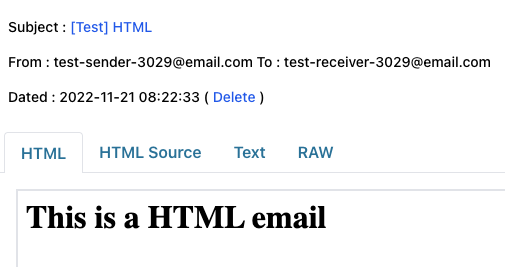 Subject : [Test] HTML
From : test-sender-3029@email.com To : test-receiver-3029@email.com
Dated : 2022-11-21 08:22:33 ( Delete )
HTML HTML Source Text RAW
This is a HTML email